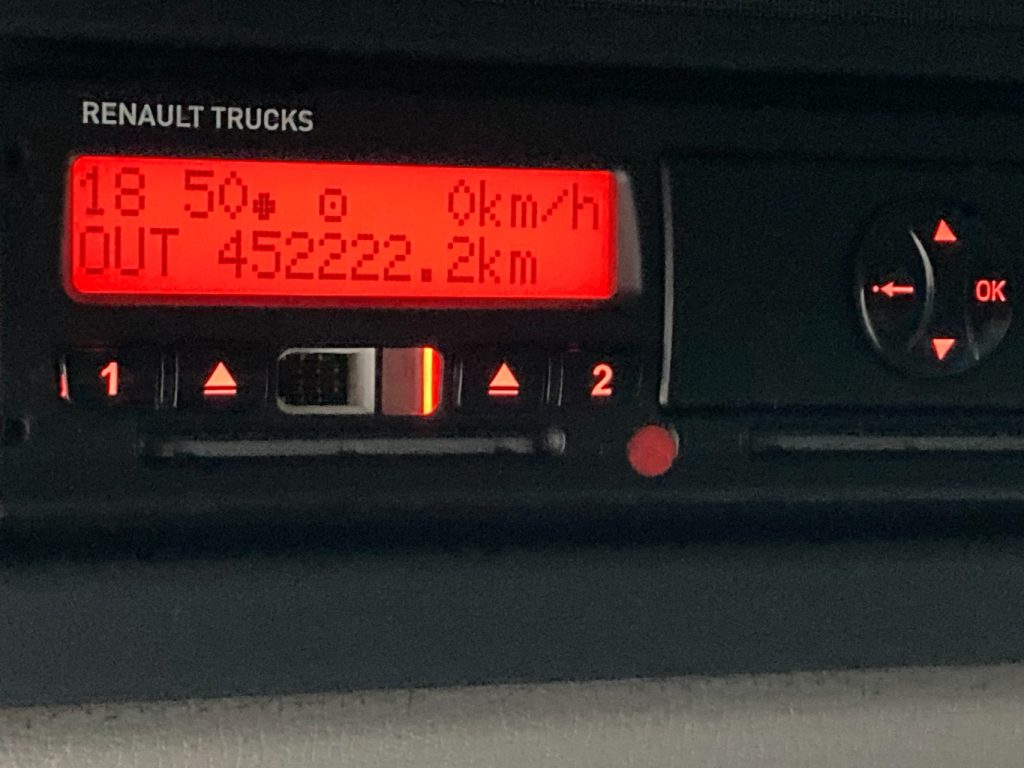 RENAULT TRUCKS
18 50 0km/h
OUT 452222.2km
1 2
OK